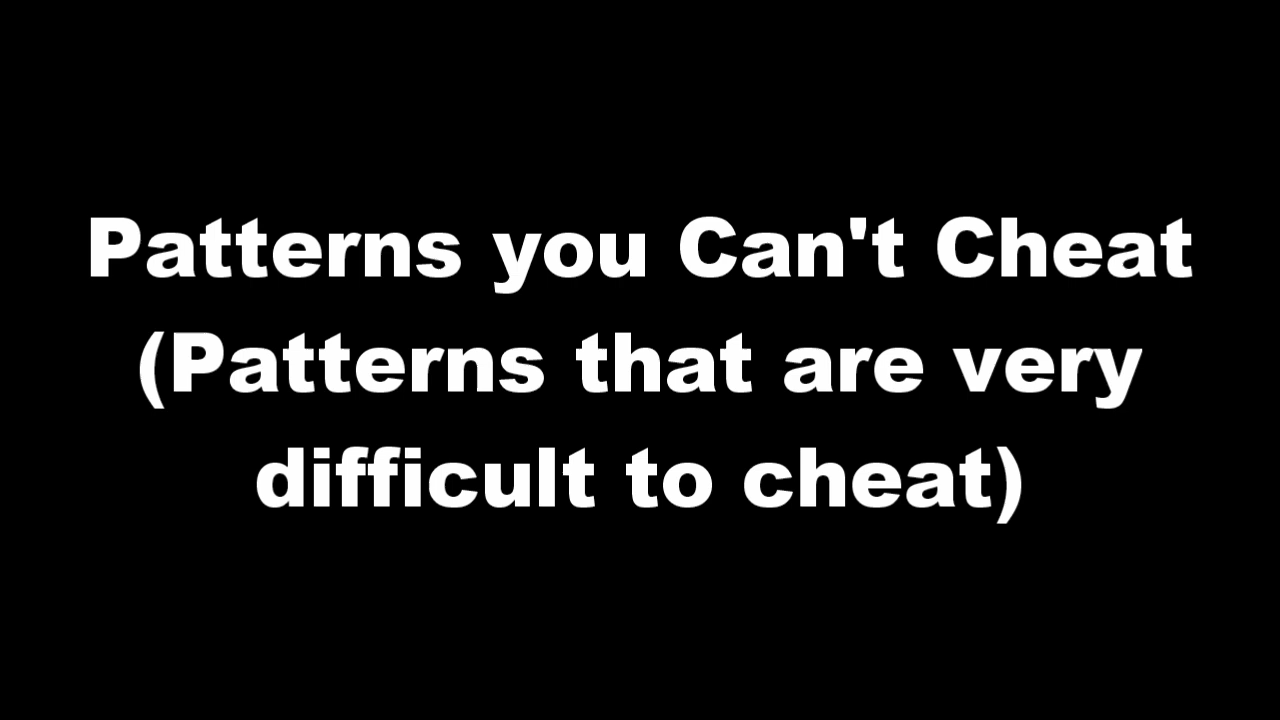 Patterns you Can't Cheat
(Patterns that are very
difficult to cheat)